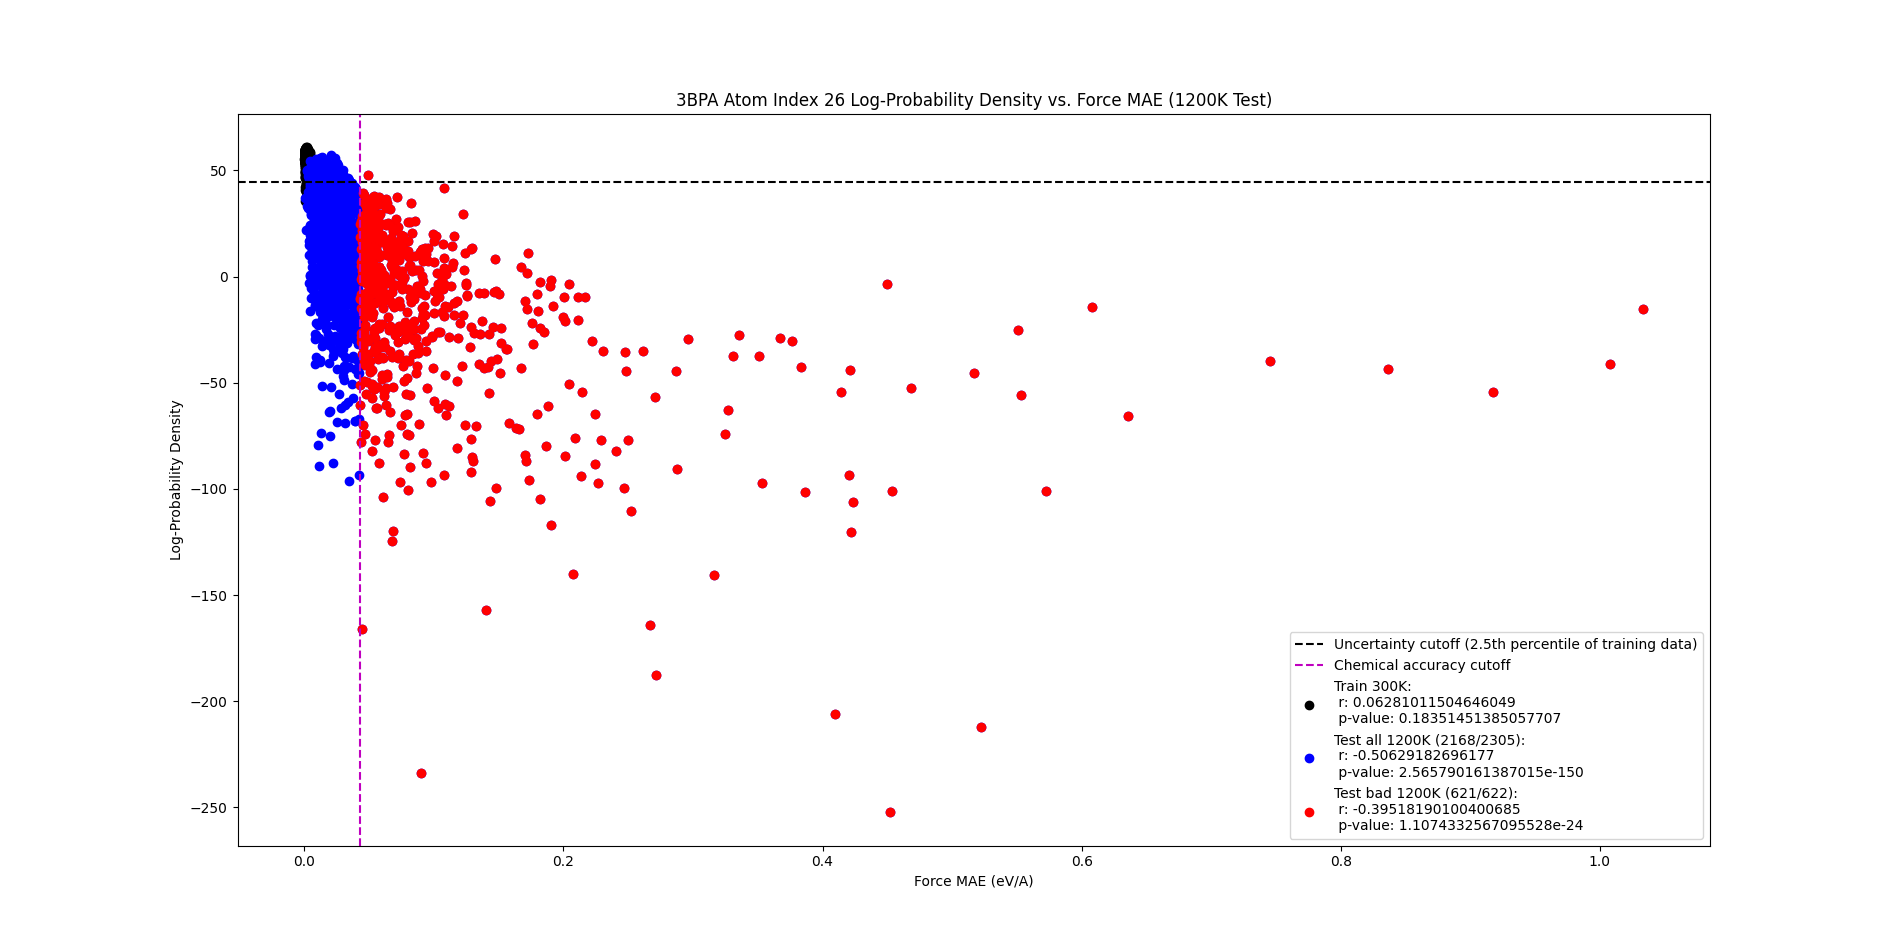 3BPA Atom Index 26 Log-Probability Density vs. Force MAE (1200K Test)
Log-Probability Density
50
0
−50
−100
−150
−200
−250
0.0
0.2
0.4
0.6
0.8
1.0
Force MAE (eV/A)
Uncertainty cutoff (2.5th percentile of training data)
Chemical accuracy cutoff
Train 300K:
r: 0.06281011504646049
p-value: 0.18351451385057707
Test all 1200K (2168/2305):
r: -0.50629182696177
p-value: 2.565790161387015e-150
Test bad 1200K (621/622):
r: -0.39518190100400685
p-value: 1.1074332567095528e-24